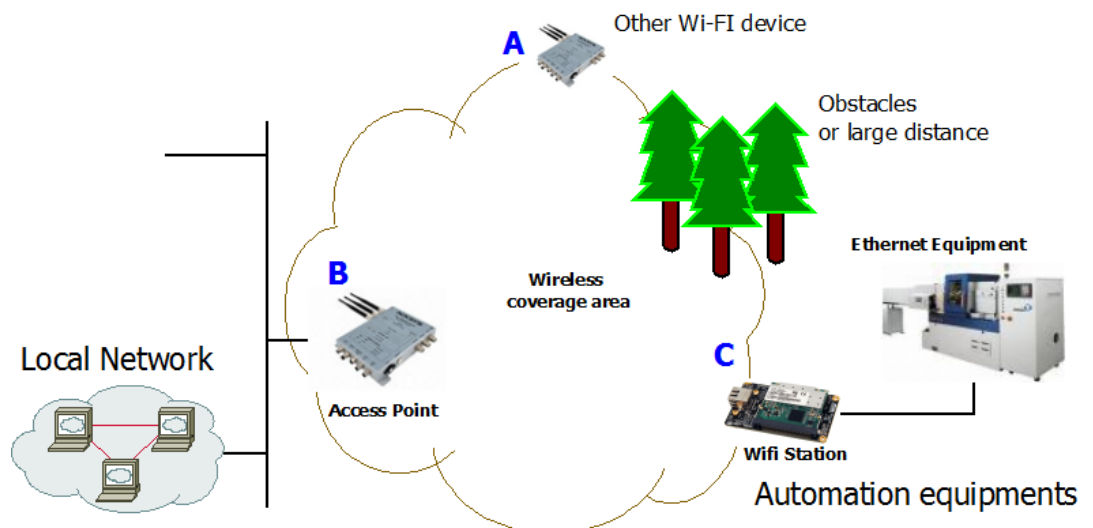 Other Wi-FI device
A
Obstacles
or large distance
Ethernet Equipment
B
Wireless
coverage area
C
Local Network
Access Point
Wifi Station
Automation equipments